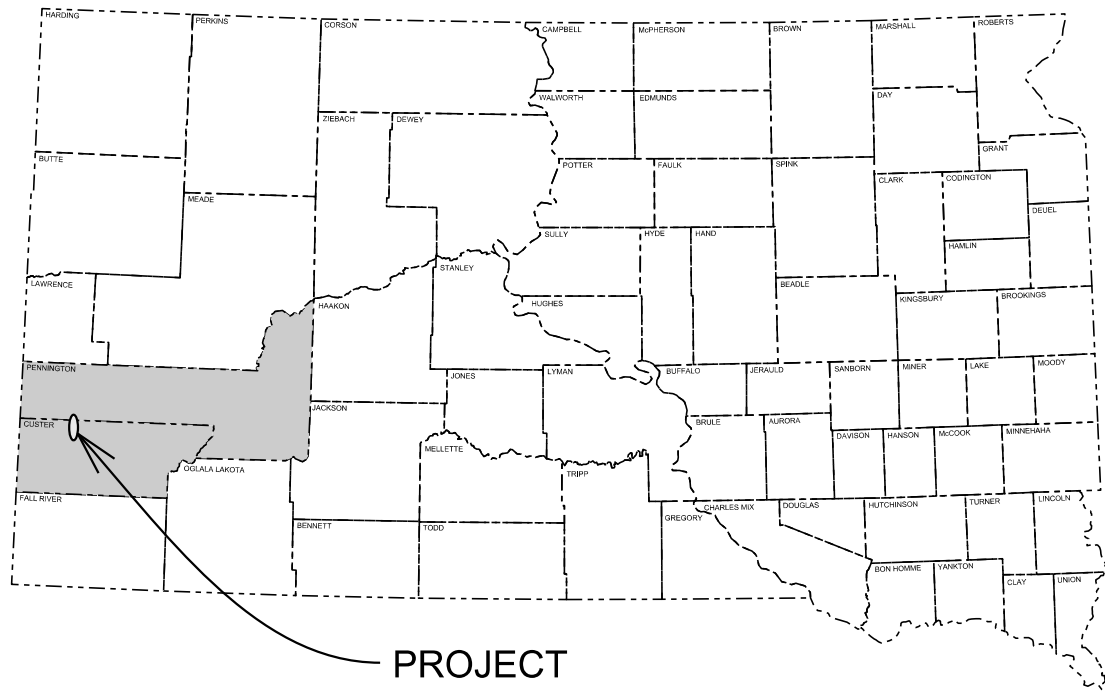 HARDING
PERKINS
CORSON
CAMPBELL
McPHERSON
BROWN
MARSHALL
ROBERTS
WALWORTH
EDMUNDS
DAY
ZIEBACH
DEWEY
GRANT
BUTTE
POTTER
FAULK
SPINK
CLARK
CODINGTON
MEADE
DEUEL
SULLY
HYDE
HAND
HAMLIN
STANLEY
LAWRENCE
BEADLE
HAAKON
HUGHES
KINGSBURY
BROOKINGS
PENNINGTON
JONES
LYMAN
BUFFALO
JERAULD
SANBORN
MINER
LAKE
MOODY
JACKSON
CUSTER
BRULE
AURORA
DAVISON
HANSON
McCOOK
MINNEHAHA
MELLETTE
OGLALA LAKOTA
TRIPP
FALL RIVER
GREGORY
CHARLES MIX
DOUGLAS
HUTCHINSON
TURNER
LINCOLN
BENNETT
TODD
BON HOMME
YANKTON
CLAY
UNION
PROJECT